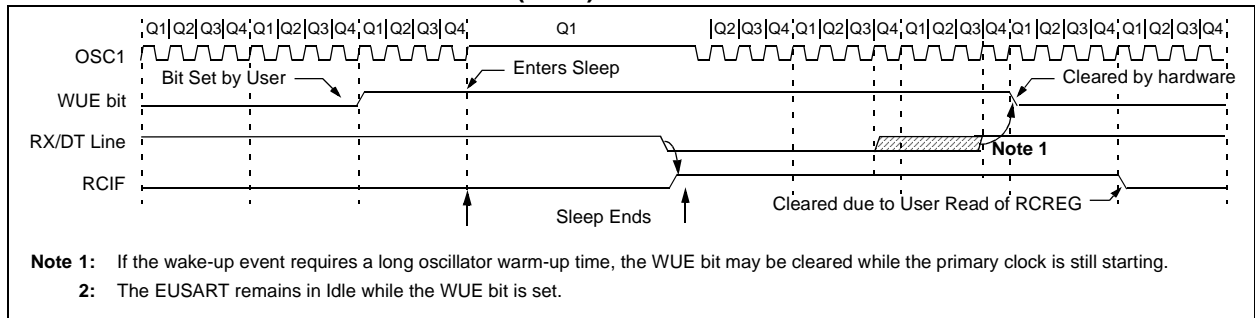 Q1 Q2 Q3 Q4 Q1 Q2 Q3 Q4 Q1 Q2 Q3 Q4 Q1 Q2 Q3 Q4 Q1 Q2 Q3 Q4 Q1 Q2 Q3 Q4 Q1 Q2 Q3 Q4 Q1 Q2 Q3 Q4
OSC1
Bit Set by User
Enters Sleep
Cleared by hardware
WUE bit
RX/DT Line
Note 1
RCIF
Sleep Ends
Cleared due to User Read of RCREG
Note 1: If the wake-up event requires a long oscillator warm-up time, the WUE bit may be cleared while the primary clock is still starting.
2: The EUSART remains in Idle while the WUE bit is set.